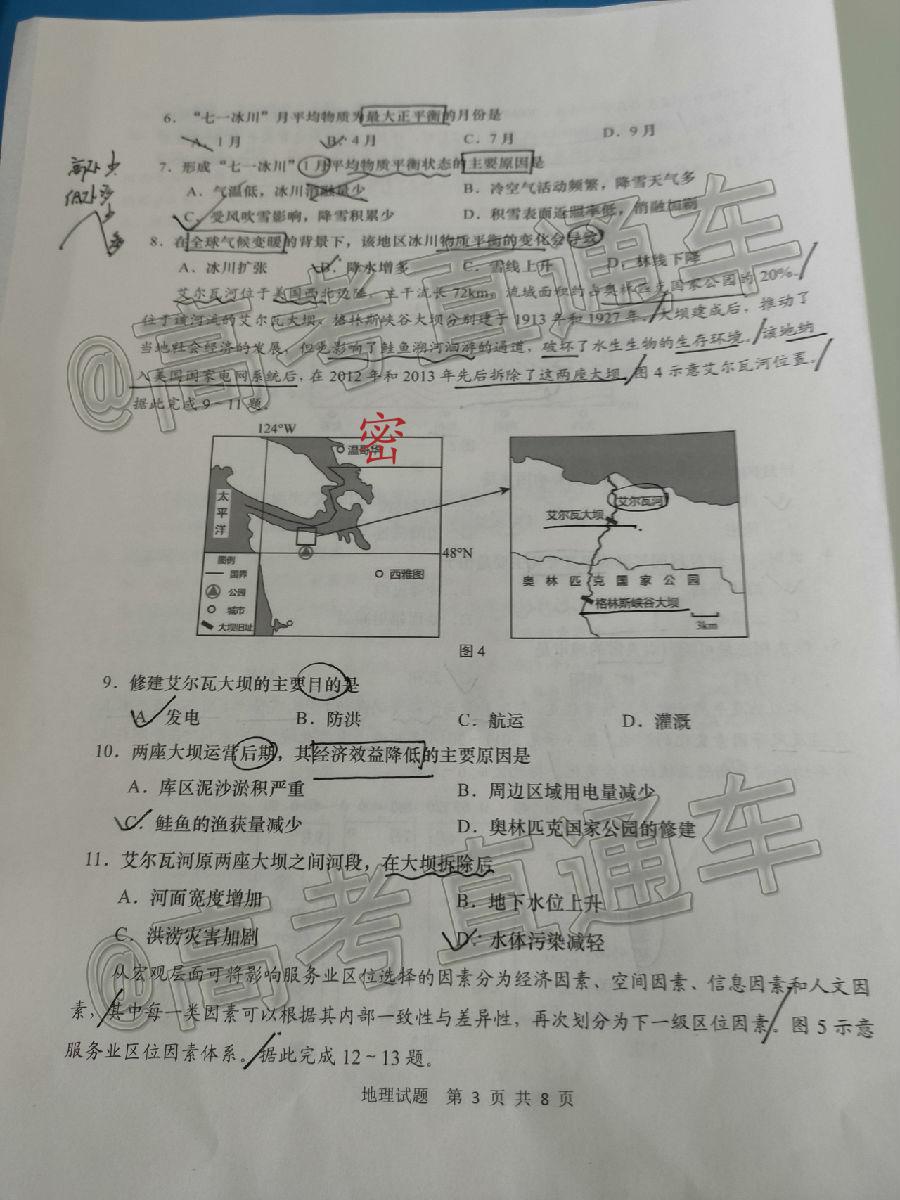 6．“七一冰川”月平均物质为最大正平衡的月份是
A．1月 B．4月 C．7月 D．9月
高处少
7．形成“七一冰川”1月平均物质平衡状态的主要原因是
A．气温低，冰川消融量少 B．冷空气活动频繁，降雪天气多
C．受风吹雪影响，降雪积累少 D．积雪表面反照率低，消融加剧
8．在全球气候变暖的背景下，该地区冰川物质平衡的变化会导致
A．冰川扩张 B．降水增多 C．雪线上升 D．林线下降
艾尔瓦河位于美国西北边陲，主干流长72km，流域面积约占奥林匹克国家公园的20%。
位于该河流的艾尔瓦大坝、格林斯峡谷大坝分别建于1913年和1927年。大坝建成后，推动了
当地社会经济的发展，但更影响了鲑鱼溯河洄游的通道，破坏了水生生物的生存环境。该地纳
入美国国家电网系统后，在2012年和2013年先后拆除了这两座大坝。图4示意艾尔瓦河位置。
据此完成9～11题。
密
124°W
温哥华
太平洋
48°N
图例
国界
公园
城市
大坝旧址
西雅图
艾尔瓦河
艾尔瓦大坝
奥林匹克国家公园
格林斯峡谷大坝
3km
图4
9．修建艾尔瓦大坝的主要目的是
A．发电 B．防洪 C．航运 D．灌溉
10．两座大坝运营后期，其经济效益降低的主要原因是
A．库区泥沙淤积严重 B．周边区域用电量减少
C．鲑鱼的渔获量减少 D．奥林匹克国家公园的修建
11．艾尔瓦河原两座大坝之间河段，在大坝拆除后
A．河面宽度增加 B．地下水位上升
C．洪涝灾害加剧 D．水体污染减轻
从宏观层面可将影响服务业区位选择的因素分为经济因素、空间因素、信息因素和人文因
素，其中每一类因素可以根据其内部一致性与差异性，再次划分为下一级区位因素。图5示意
服务业区位因素体系。据此完成12～13题。
地理试题 第3页共8页
@高考直通车
@高考直通车